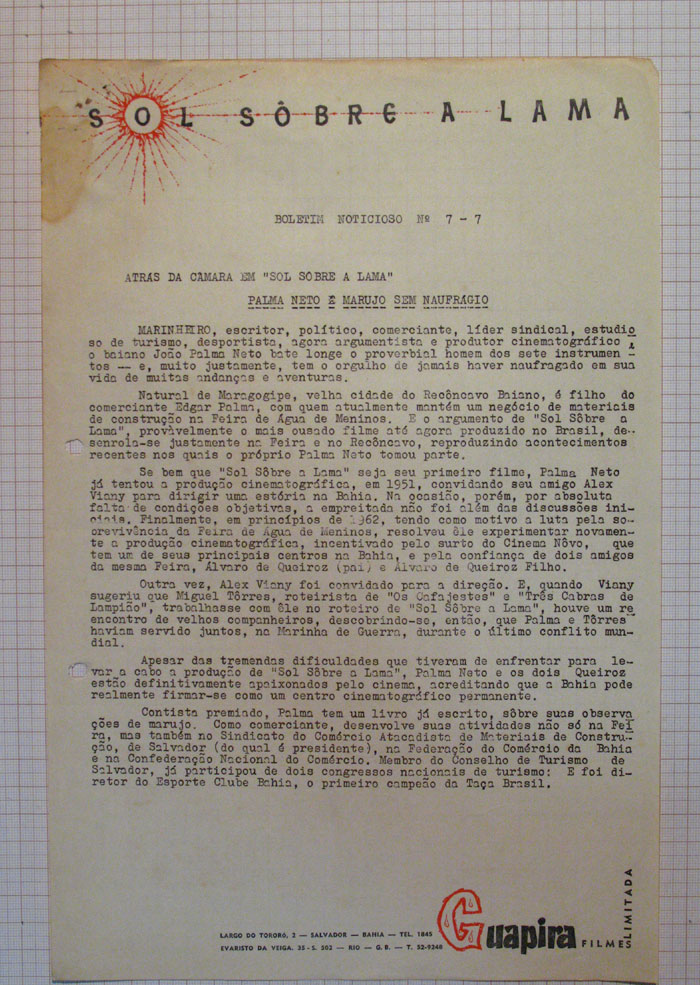 SOL SÔBRE A LAMA
BOLETIM NOTICIOSO Nº 7 - 7
ATRÁS DA CÂMARA EM "SOL SÔBRE A LAMA"
PALMA NETO É MARUJO SEM NAUFRÁGIO
MARINHEIRO, escritor, político, comerciante, líder sindical, estudio
so de turismo, desportista, agora argumentista e produtor cinematográfico,
o baiano João Palma Neto bate longe o proverbial homem dos sete instrumen -
tos -- e, muito justamente, tem o orgulho de jamais haver naufragado em sua
vida de muitas andanças e aventuras.
Natural de Maragogipe, velha cidade do Recôncavo Baiano, é filho do
comerciante Edgar Palma, com quem atualmente mantém um negócio de materiais
de construção na Feira de Água de Meninos. E o argumento de "Sol Sôbre a
Lama", provàvelmente o mais ousado filme até agora produzido no Brasil, de-
senrola-se justamente na Feira e no Recôncavo, reproduzindo acontecimentos
recentes nos quais o próprio Palma Neto tomou parte.
Se bem que "Sol Sôbre a Lama" seja seu primeiro filme, Palma Neto
já tentou a produção cinematográfica, em 1951, convidando seu amigo Alex
Viany para dirigir uma estória na Bahia. Na ocasião, porém, por absoluta
falta de condições objetivas, a empreitada não foi além das discussões ini-
ciais. Finalmente, em princípios de 1962, tendo como motivo a luta pela so-
brevivência da Feira de Água de Meninos, resolveu êle experimentar novamen-
te a produção cinematográfica, incentivado pelo surto do Cinema Nôvo, que
tem um de seus principais centros na Bahia, e pela confiança de dois amigos
da mesma Feira, Álvaro de Queiroz (pai) e Álvaro de Queiroz Filho.
Outra vez, Alex Viany foi convidado para a direção. E, quando Viany
sugeriu que Miguel Tôrres, roteirista de "Os Cafajestes" e "Três Cabras de
Lampião", trabalhasse com êle no roteiro de "Sol Sôbre a Lama", houve um re
encontro de velhos companheiros, descobrindo-se, então, que Palma e Tôrres
haviam servido juntos, na Marinha de Guerra, durante o último conflito mun-
dial.
Apesar das tremendas dificuldades que tiveram de enfrentar para le-
var a cabo a produção de "Sol Sôbre a Lama", Palma Neto e os dois Queiroz
estão definitivamente apaixonados pelo cinema, acreditando que a Bahia pode
realmente firmar-se como um centro cinematográfico permanente.
Contista premiado, Palma tem um livro já escrito, sôbre suas observa
ções de marujo. Como comerciante, desenvolve suas atividades não só na Fei
ra, mas também no Sindicato do Comércio Atacadista de Materiais de Constru-
ção, de Salvador (do qual é presidente), na Federação do Comércio da Bahia
e na Confederação Nacional do Comércio. Membro do Conselho de Turismo de
Salvador, já participou de dois congressos nacionais de turismo: E foi di-
retor do Esporte Clube Bahia, o primeiro campeão da Taça Brasil.
LARGO DO TORORÓ, 2 — SALVADOR — BAHIA — TEL. 1845
EVARISTO DA VEIGA, 35 - S. 502 — RIO — G. B. — T. 52-9348
Guapira FILMES LIMITADA